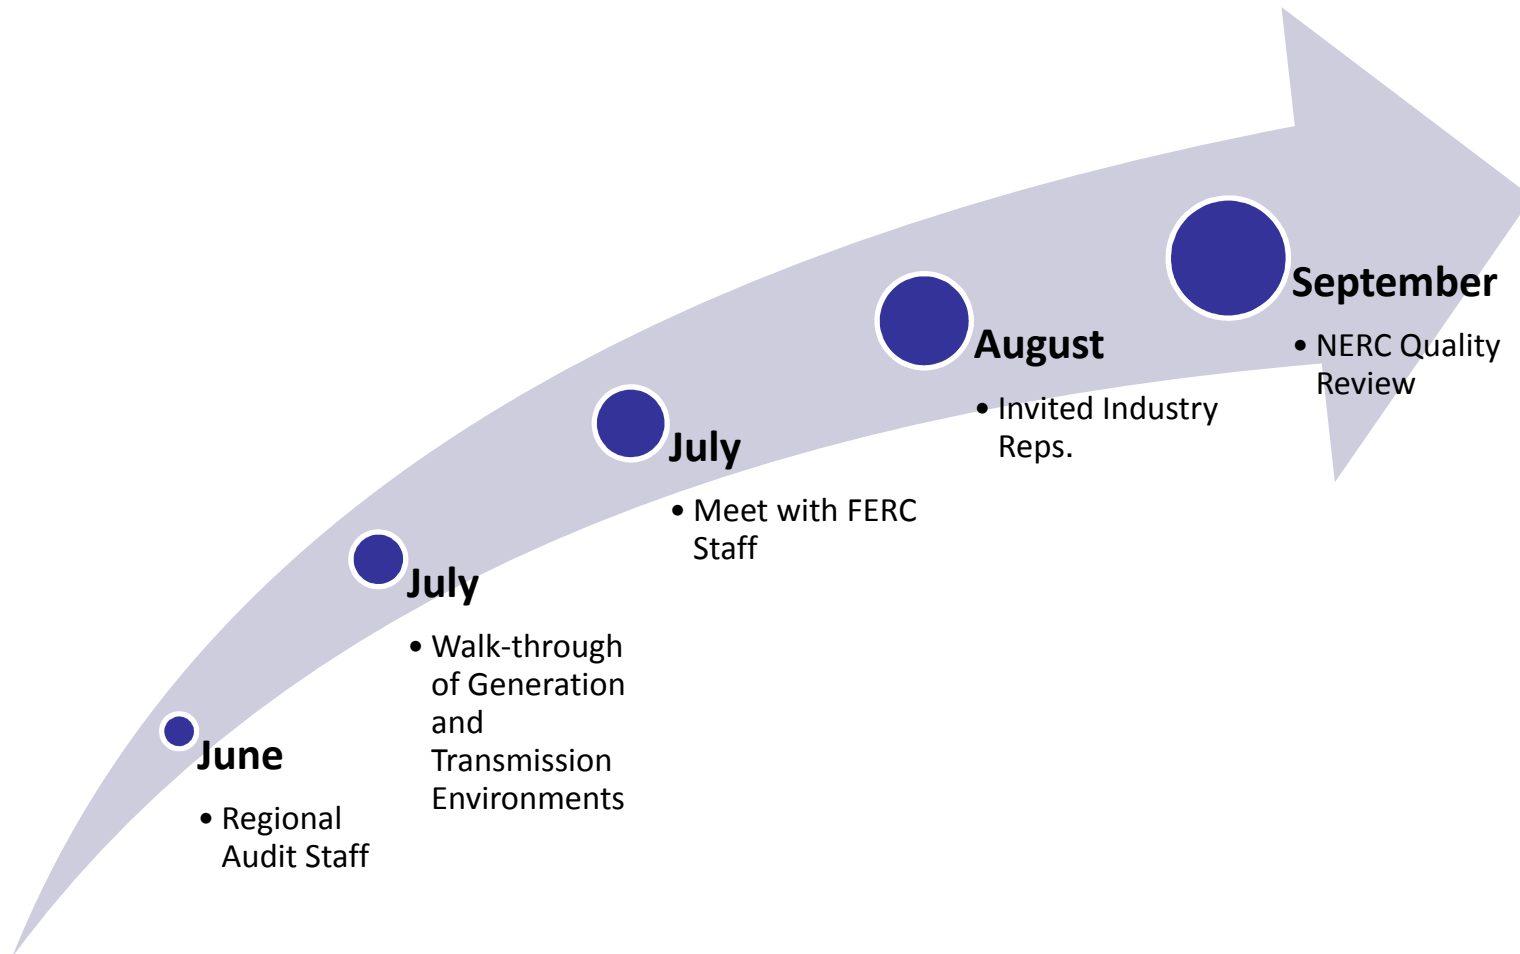 June
• Regional
Audit Staff
July
• Walk-through
of Generation
and
Transmission
Environments
July
• Meet with FERC
Staff
August
• Invited Industry
Reps.
September
• NERC Quality
Review